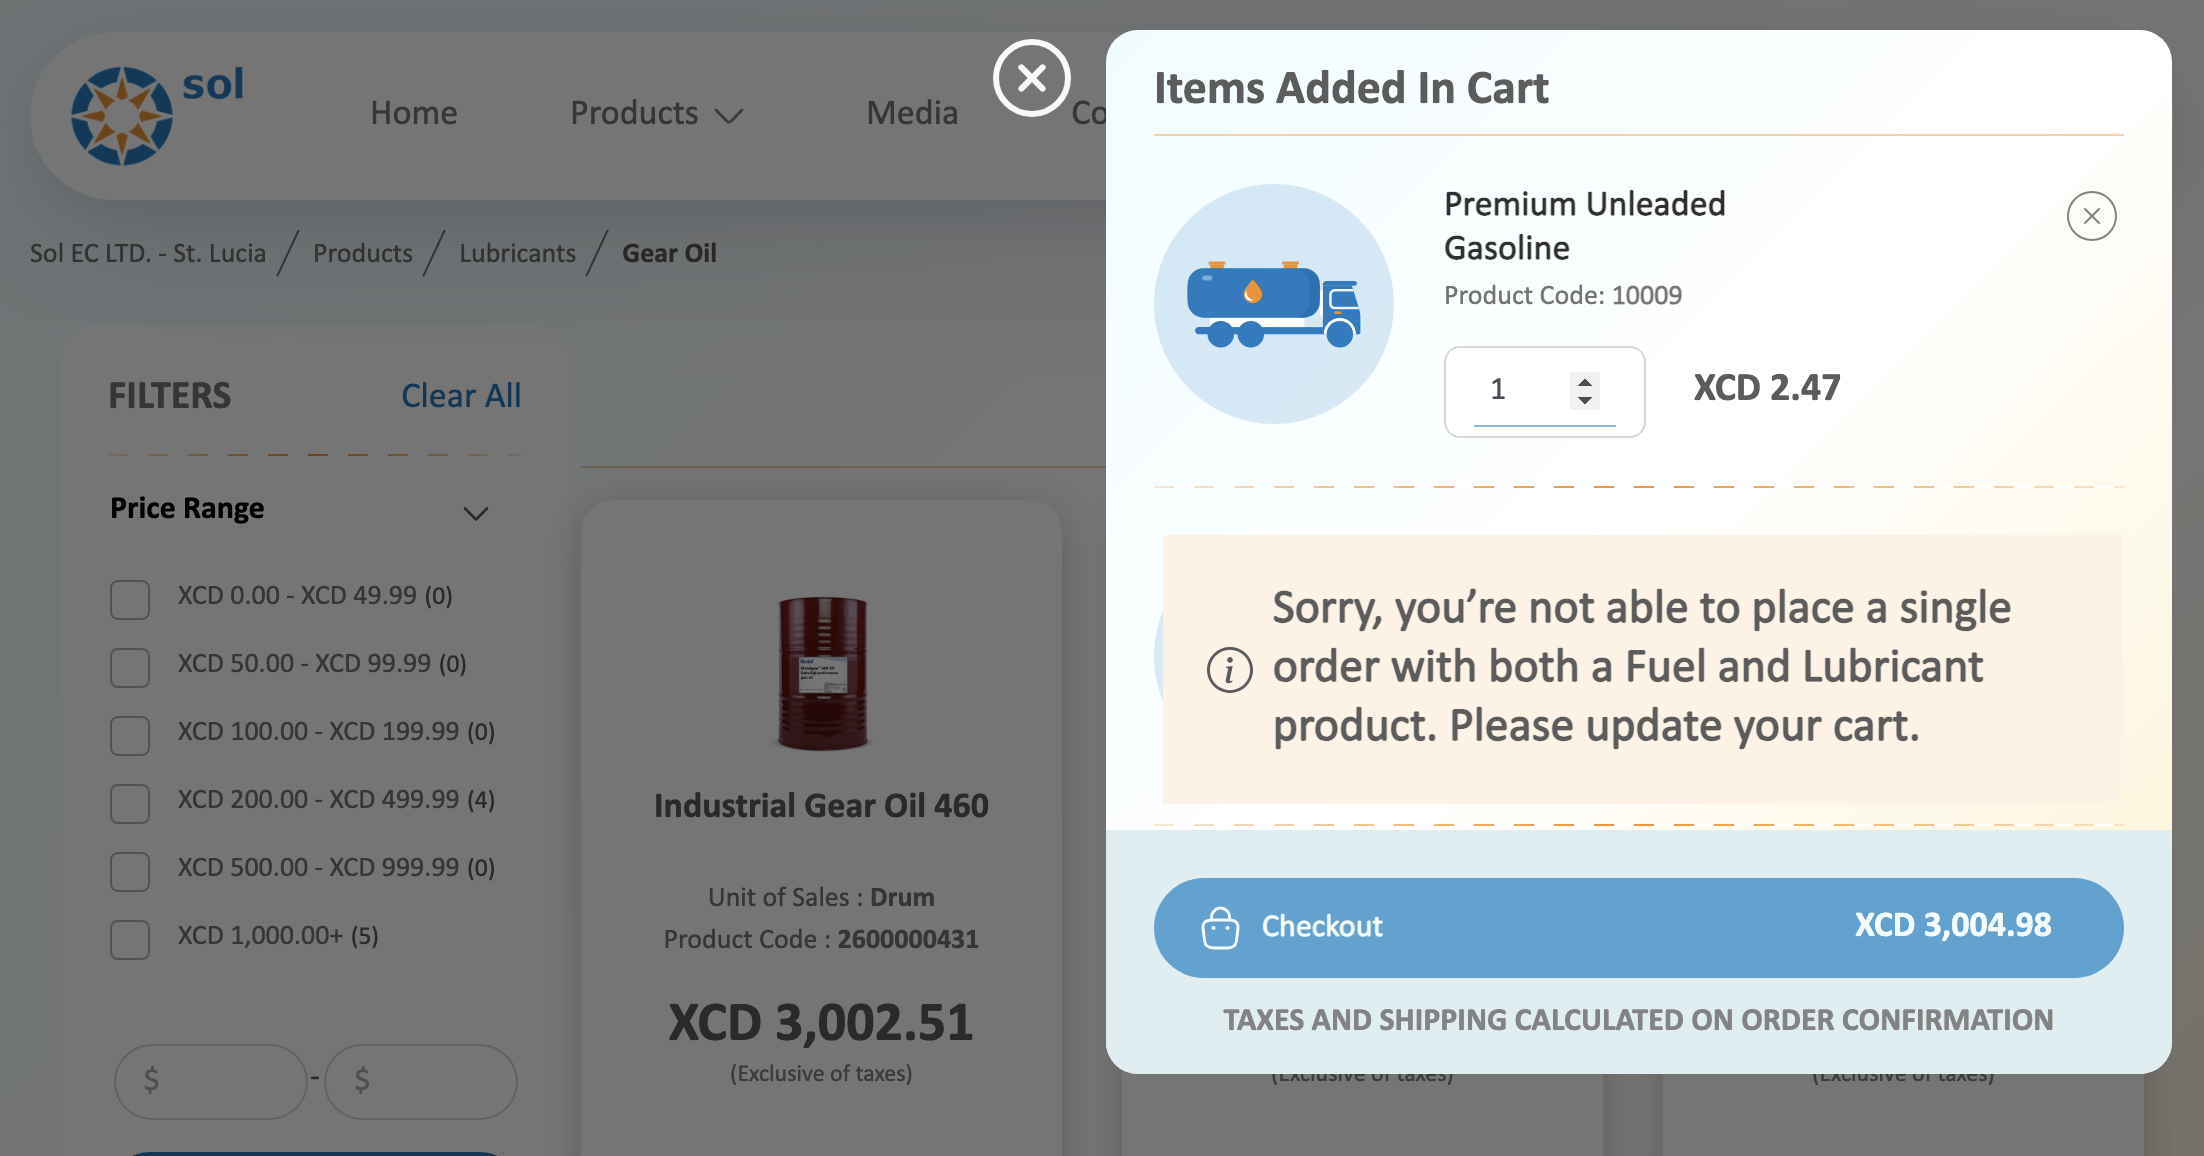 sol
Home
Products
Media
Co
Sol EC LTD. - St. Lucia / Products / Lubricants / Gear Oil
FILTERS
Clear All
Price Range
XCD 0.00 - XCD 49.99 (0)
XCD 50.00 - XCD 99.99 (0)
XCD 100.00 - XCD 199.99 (0)
XCD 200.00 - XCD 499.99 (4)
XCD 500.00 - XCD 999.99 (0)
XCD 1,000.00+ (5)
$ - $
Mobil
Industrial Gear Oil 460
Unit of Sales : Drum
Product Code : 2600000431
XCD 3,002.51
(Exclusive of taxes)
Items Added In Cart
Premium Unleaded
Gasoline
Product Code: 10009
1
XCD 2.47
Sorry, you’re not able to place a single
order with both a Fuel and Lubricant
product. Please update your cart.
Checkout
XCD 3,004.98
TAXES AND SHIPPING CALCULATED ON ORDER CONFIRMATION
(Exclusive of taxes)
(Exclusive of taxes)